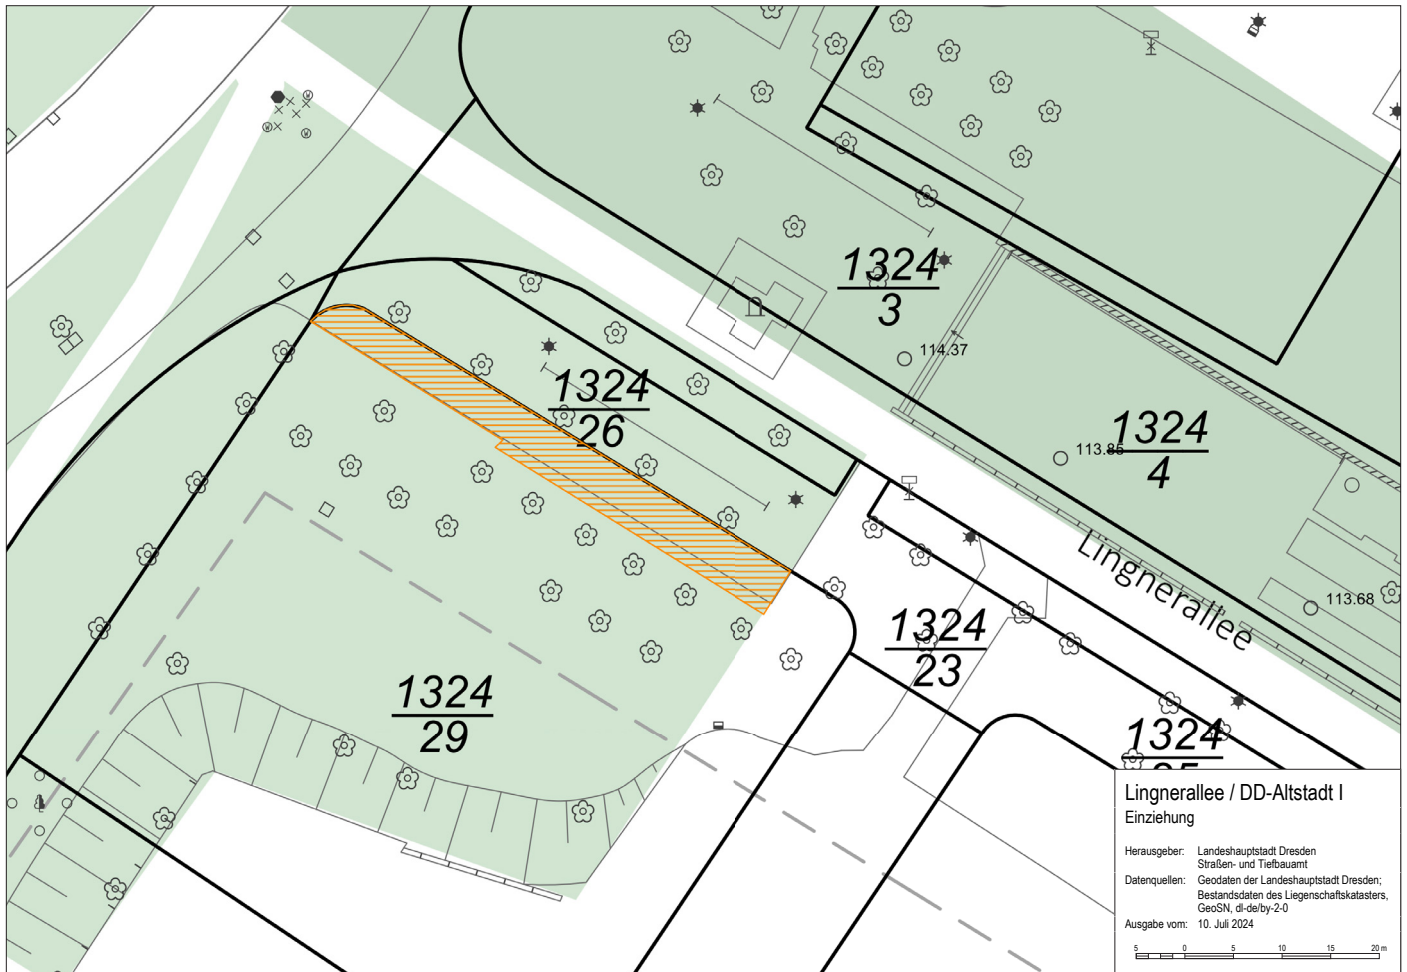 1324
3
114.37
1324
26
1324
4
113.85
Lingnerallee
113.68
1324
23
1324
29
1324
Lingnerallee / DD-Altstadt I
Einziehung
Herausgeber: Landeshauptstadt Dresden
Straßen- und Tiefbauamt
Datenquellen: Geodaten der Landeshauptstadt Dresden;
Bestandsdaten des Liegenschaftskatasters,
GeoSN, dl-de/by-2-0
Ausgabe vom: 10. Juli 2024
5 0 5 10 15 20 m